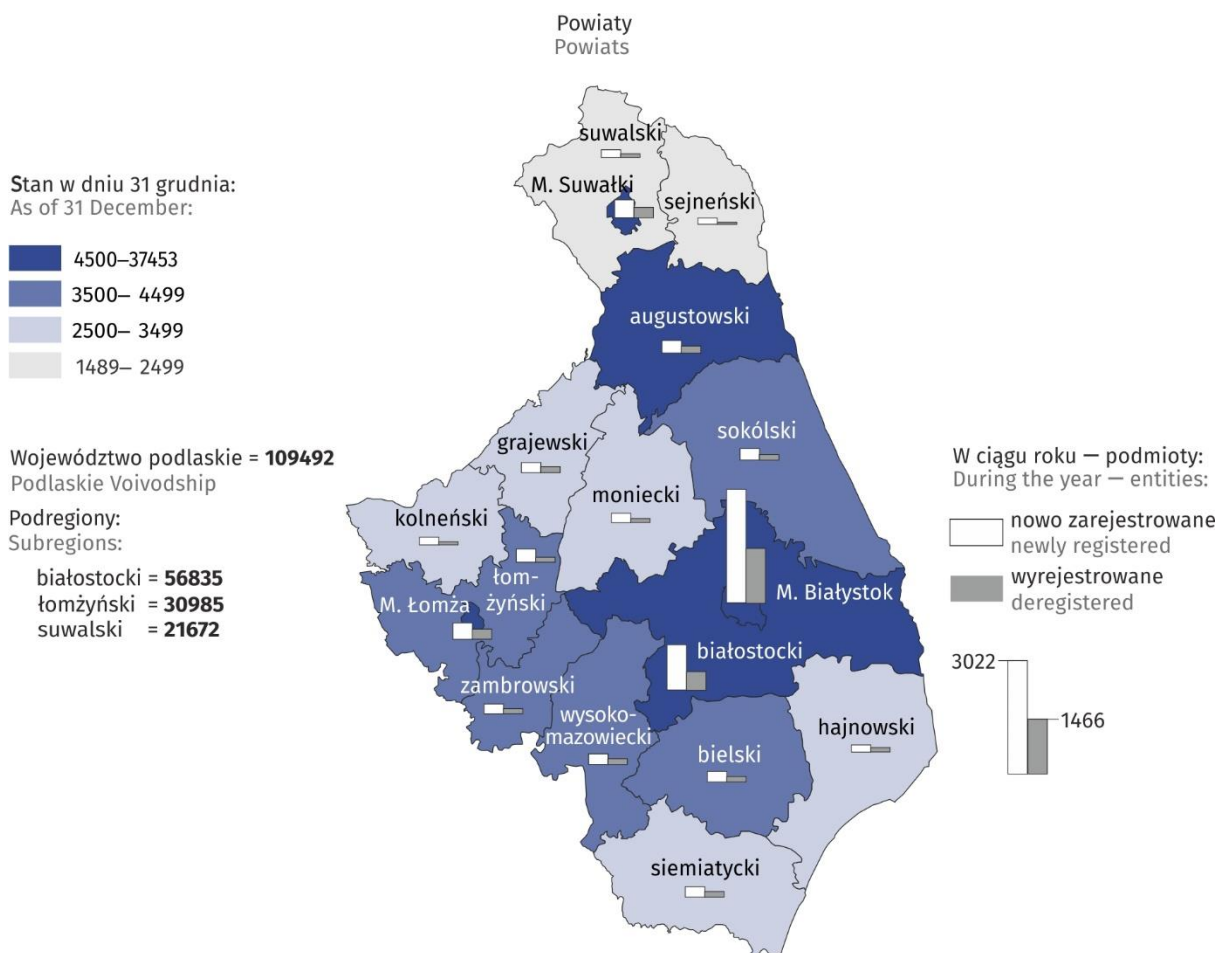 Powiaty
Powiats
Stan w dniu 31 grudnia:
As of 31 December:
4500–37453
3500– 4499
2500– 3499
1489– 2499
Województwo podlaskie = 109492
Podlaskie Voivodship
Podregiony:
Subregions:
białostocki = 56835
łomżyński = 30985
suwalski = 21672
suwalski
M. Suwałki
sejneński
augustowski
sokólski
grajewski
moniecki
kolneński
łom-
żyński
M. Łomża
M. Białystok
białostocki
zambrowski
wysoko-
mazowiecki
bielski
hajnowski
siemiatycki
W ciągu roku — podmioty:
During the year — entities:
nowo zarejestrowane
newly registered
wyrejestrowane
deregistered
3022
1466